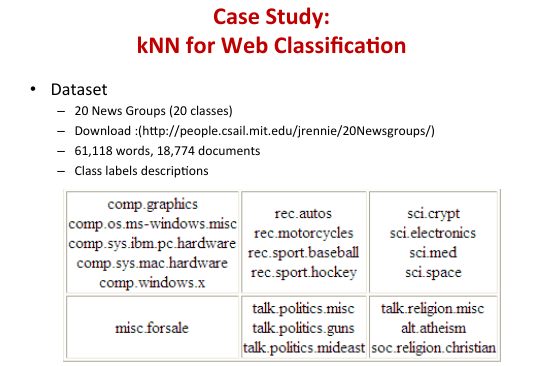 Case Study:
kNN for Web Classification
• Dataset
– 20 News Groups (20 classes)
– Download :(http://people.csail.mit.edu/jrennie/20Newsgroups/)
– 61,118 words, 18,774 documents
– Class labels descriptions
comp.graphics
comp.os.ms-windows.misc
comp.sys.ibm.pc.hardware
comp.sys.mac.hardware
comp.windows.x
rec.autos
rec.motorcycles
rec.sport.baseball
rec.sport.hockey
sci.crypt
sci.electronics
sci.med
sci.space
misc.forsale
talk.politics.misc
talk.politics.guns
talk.politics.mideast
talk.religion.misc
alt.atheism
soc.religion.christian